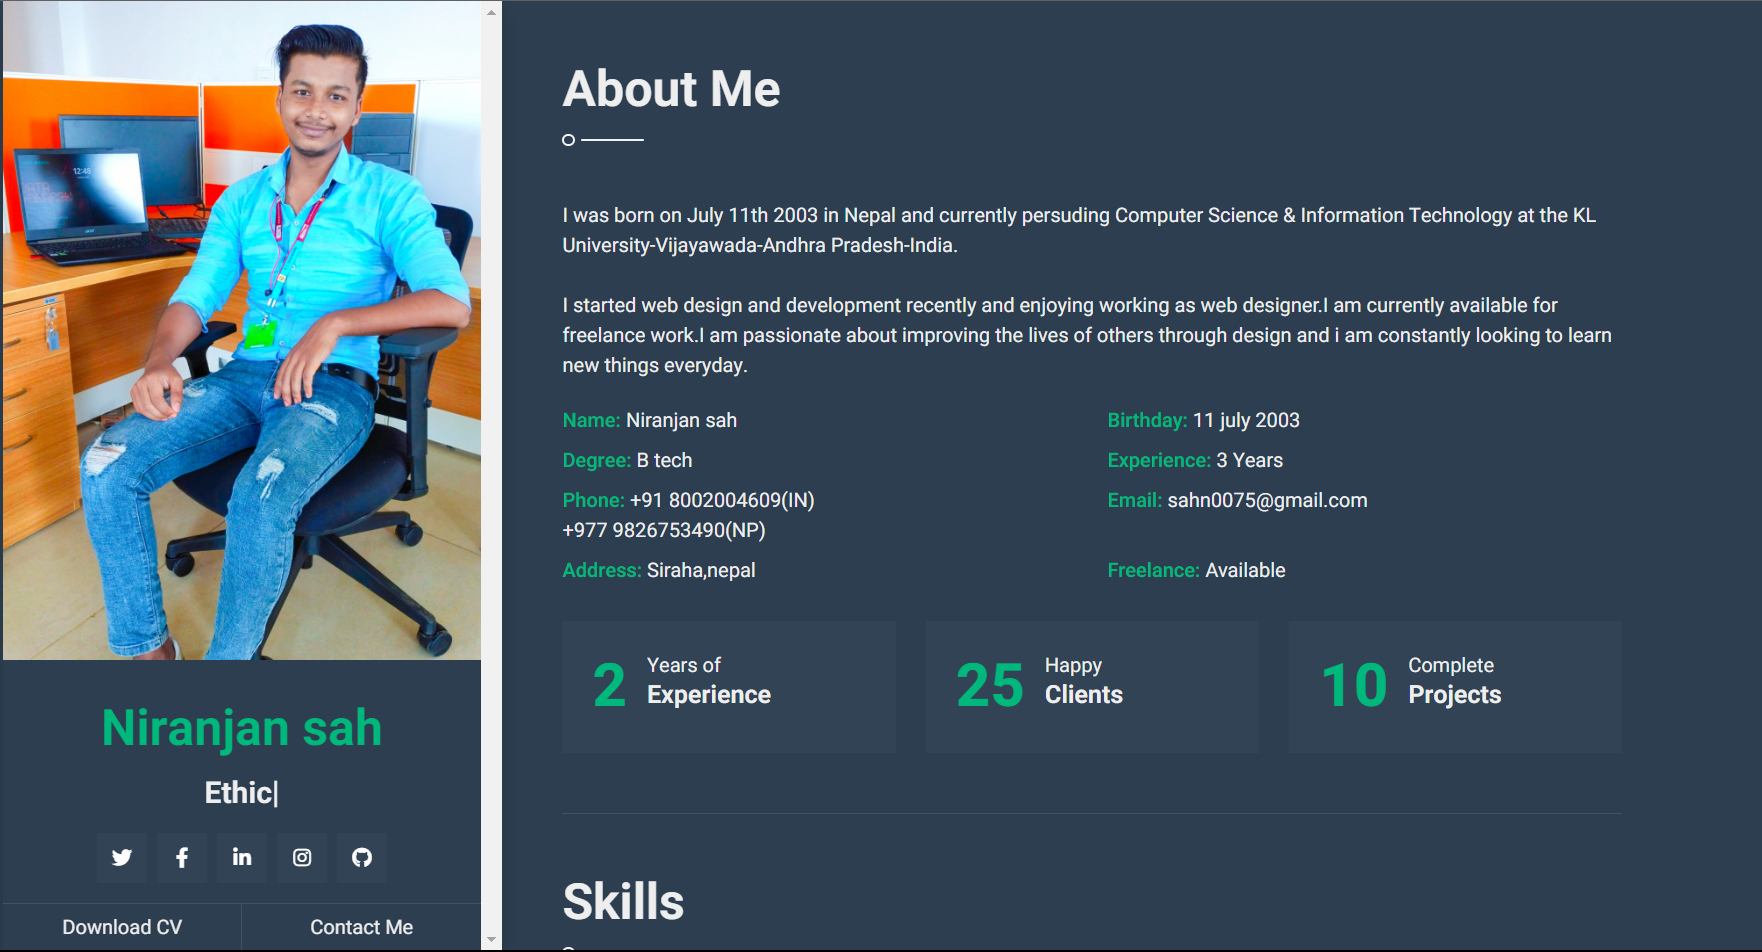 12:48
Niranjan sah
Ethic|
Download CV
Contact Me
About Me
I was born on July 11th 2003 in Nepal and currently persuding Computer Science & Information Technology at the KL
University-Vijayawada-Andhra Pradesh-India.
I started web design and development recently and enjoying working as web designer.I am currently available for
freelance work.I am passionate about improving the lives of others through design and i am constantly looking to learn
new things everyday.
Name: Niranjan sah
Birthday: 11 july 2003
Degree: B tech
Experience: 3 Years
Phone: +91 8002004609(IN)
+977 9826753490(NP)
Email: sahn0075@gmail.com
Address: Siraha,nepal
Freelance: Available
2 Years of
Experience
25 Happy
Clients
10 Complete
Projects
Skills